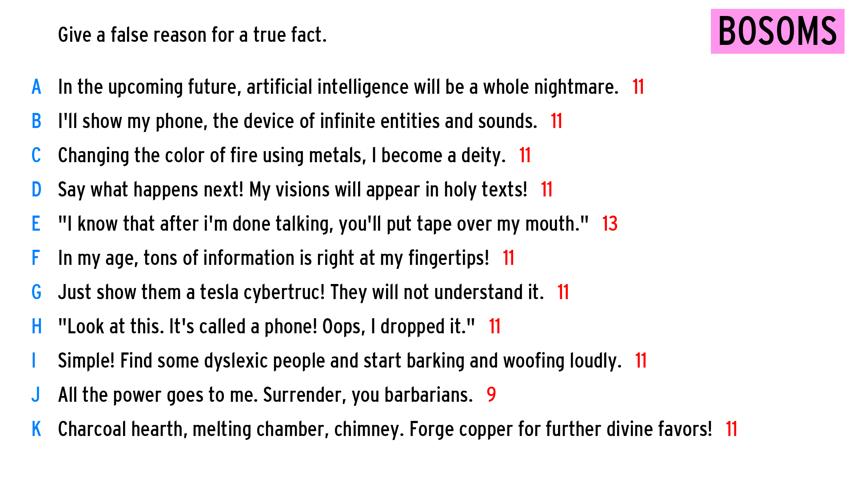 Give a false reason for a true fact.
BOSOMS
A In the upcoming future, artificial intelligence will be a whole nightmare. 11
B I'll show my phone, the device of infinite entities and sounds. 11
C Changing the color of fire using metals, I become a deity. 11
D Say what happens next! My visions will appear in holy texts! 11
E "I know that after i'm done talking, you'll put tape over my mouth." 13
F In my age, tons of information is right at my fingertips! 11
G Just show them a tesla cybertruc! They will not understand it. 11
H "Look at this. It's called a phone! Oops, I dropped it." 11
I Simple! Find some dyslexic people and start barking and woofing loudly. 11
J All the power goes to me. Surrender, you barbarians. 9
K Charcoal hearth, melting chamber, chimney. Forge copper for further divine favors! 11